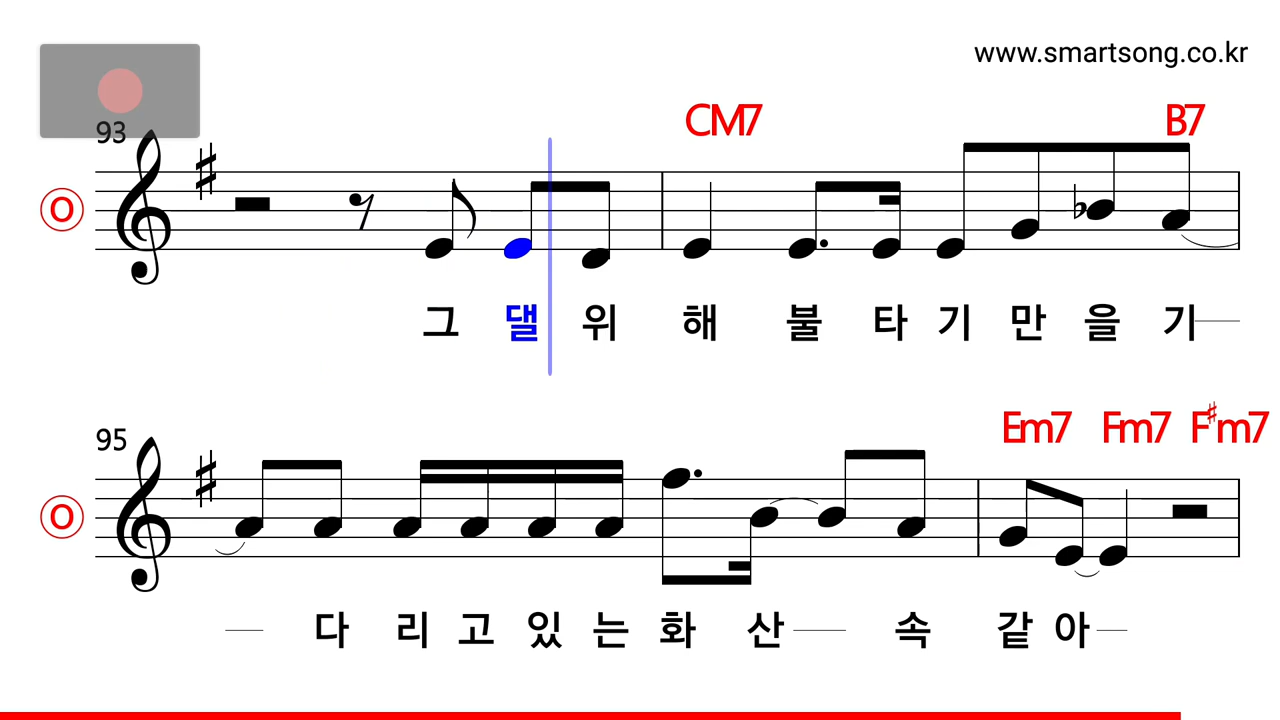 www.smartsong.co.kr
CM7 B7
93
O
그 댈 위 해 불 타 기 만 을 기
Em7 Fm7 F♯m7
95
O
다 리 고 있 는 화 산 속 같 아